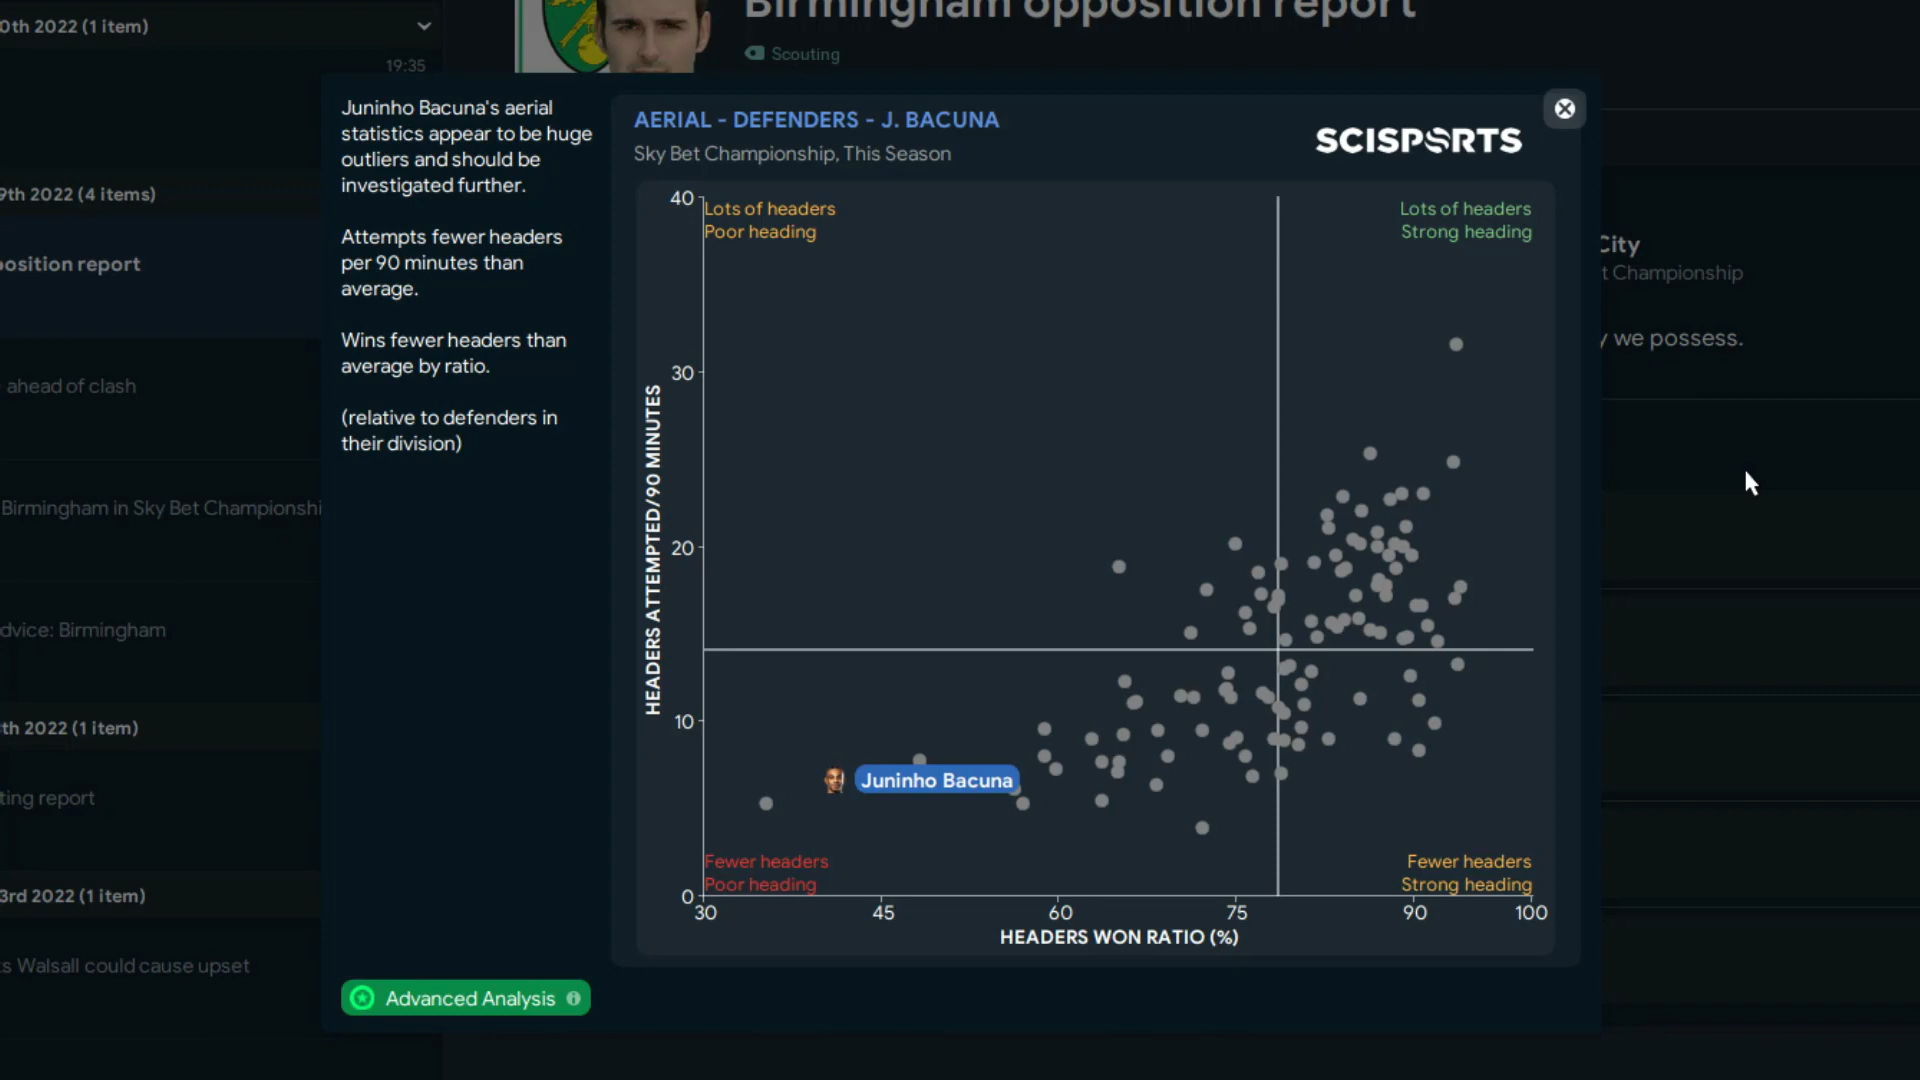 0th 2022 (1 item)
19:35
9th 2022 (4 items)
position report
ahead of clash
Birmingham in Sky Bet Championshi
dvice: Birmingham
th 2022 (1 item)
ting report
3rd 2022 (1 item)
s Walsall could cause upset
Birmingham opposition report
Scouting
City
t Championship
y we possess.
Juninho Bacuna's aerial
statistics appear to be huge
outliers and should be
investigated further.
Attempts fewer headers
per 90 minutes than
average.
Wins fewer headers than
average by ratio.
(relative to defenders in
their division)
Advanced Analysis
AERIAL - DEFENDERS - J. BACUNA
Sky Bet Championship, This Season
SCISPORTS
HEADERS ATTEMPTED/90 MINUTES
40
30
20
10
0
Lots of headers
Poor heading
Lots of headers
Strong heading
Juninho Bacuna
Fewer headers
Poor heading
Fewer headers
Strong heading
30
45
60
75
90
100
HEADERS WON RATIO (%)